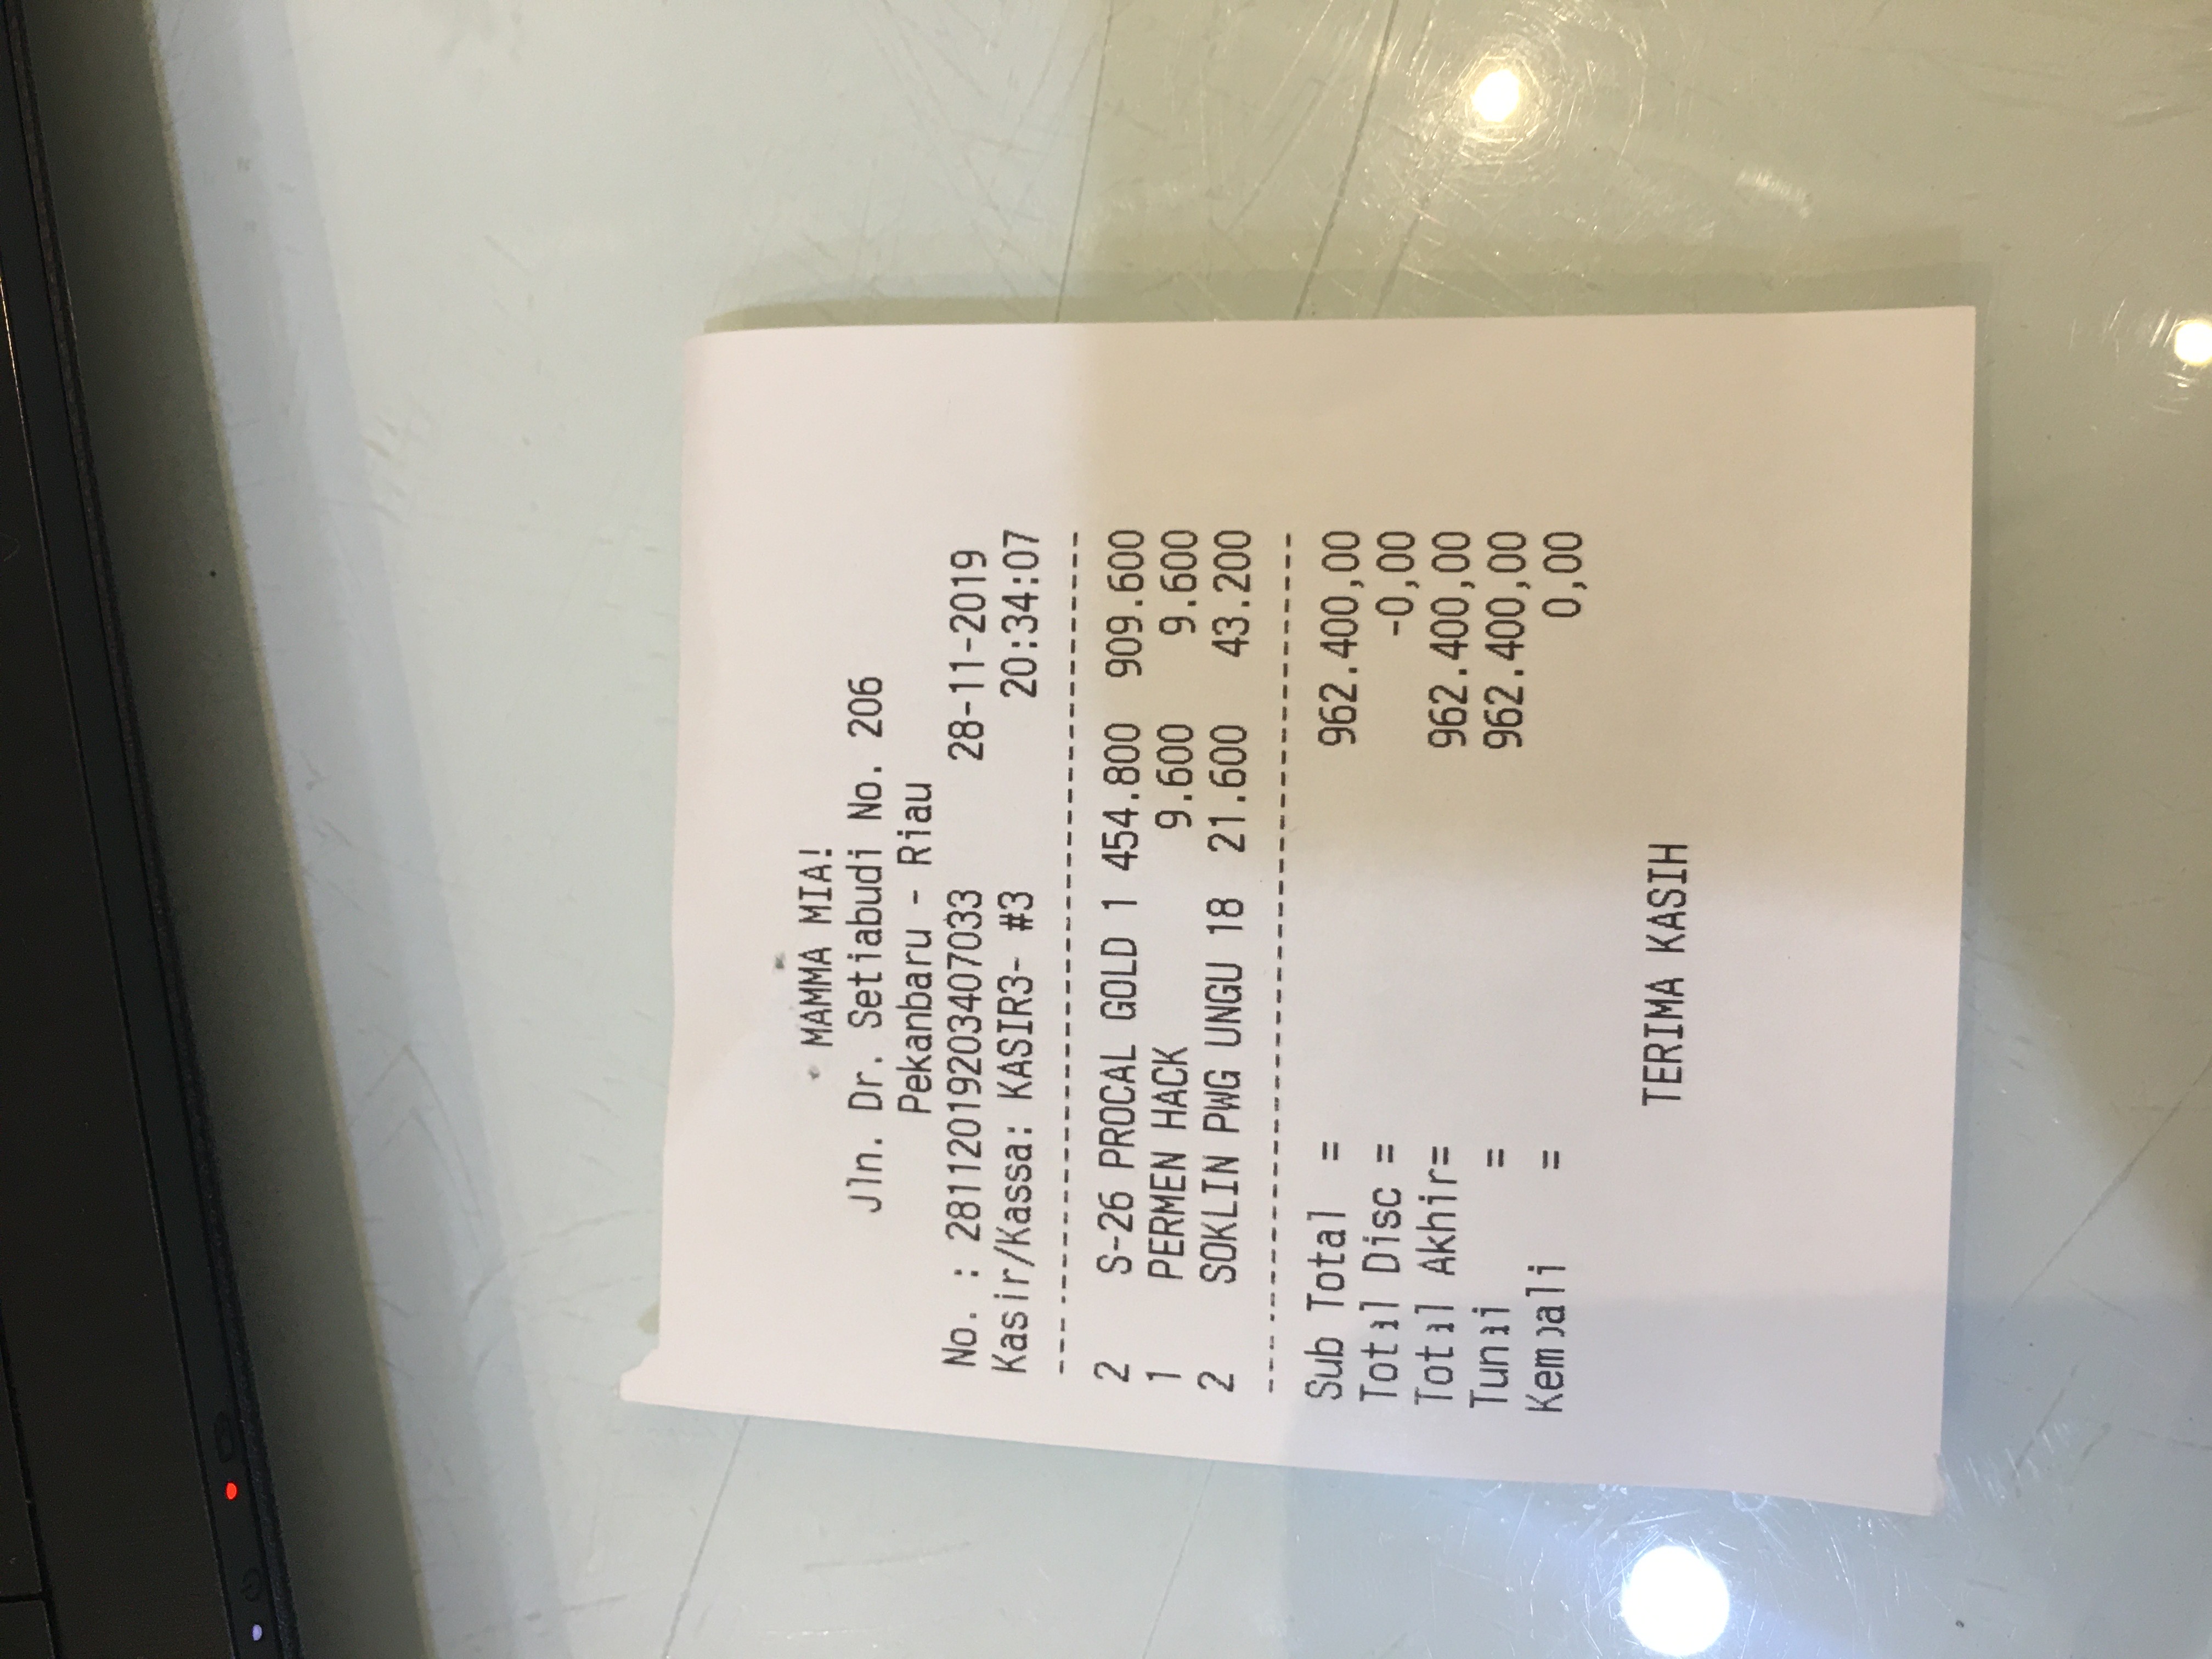 MAMMA MIA!
Jln. Dr. Setiabudi No. 206
Pekanbaru - Riau
No. : 28112019203407033 28-11-2019
Kasir/Kassa: KASIR3- #3 20:34:07
2 S-26 PROCAL GOLD 1 454.800 909.600
1 PERMEN HACK 9.600 9.600
2 SOKLIN PWG UNGU 18 21.600 43.200
Sub Total = 962.400,00
Total Disc = -0,00
Total Akhir= 962.400,00
Tunai = 962.400,00
Kembali = 0,00
TERIMA KASIH